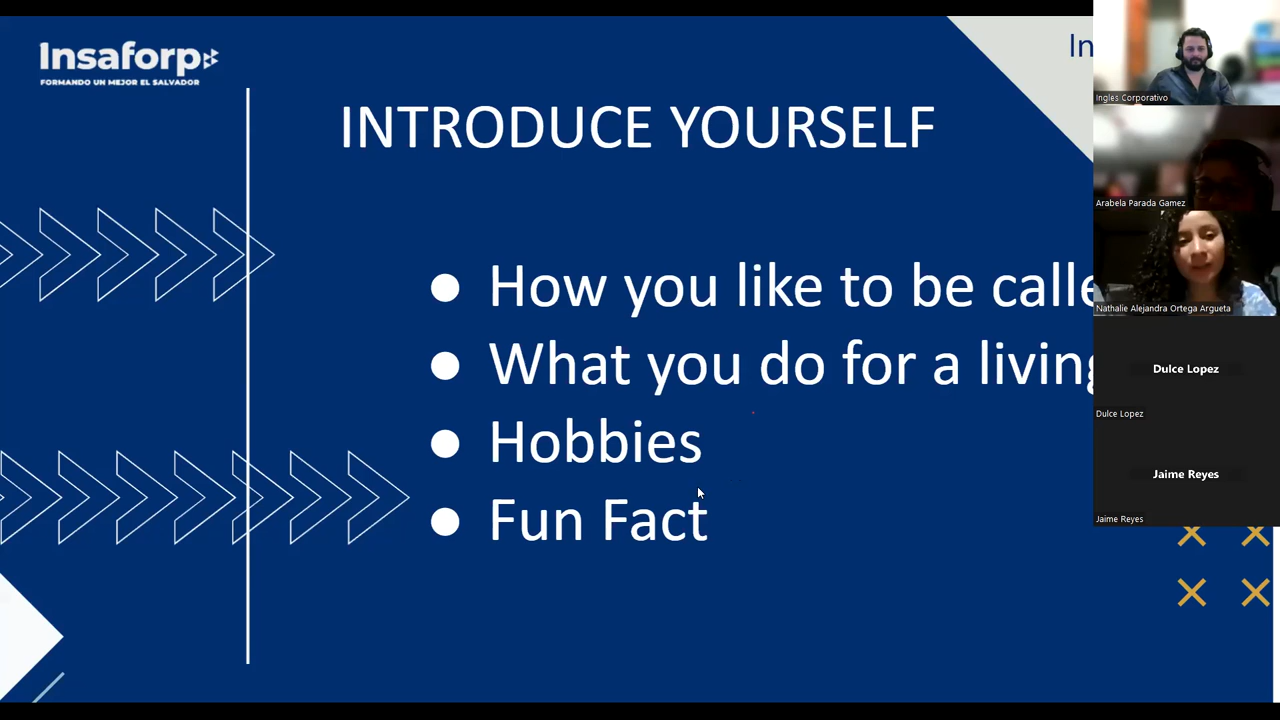 Insaforp
FORMANDO UN MEJOR EL SALVADOR
In
INTRODUCE YOURSELF
● How you like to be calle
● What you do for a living
● Hobbies
● Fun Fact
Ingles Corporativo
Arabela Parada Gamez
Nathalie Alejandra Ortega Argueta
Dulce Lopez
Dulce Lopez
Jaime Reyes
Jaime Reyes